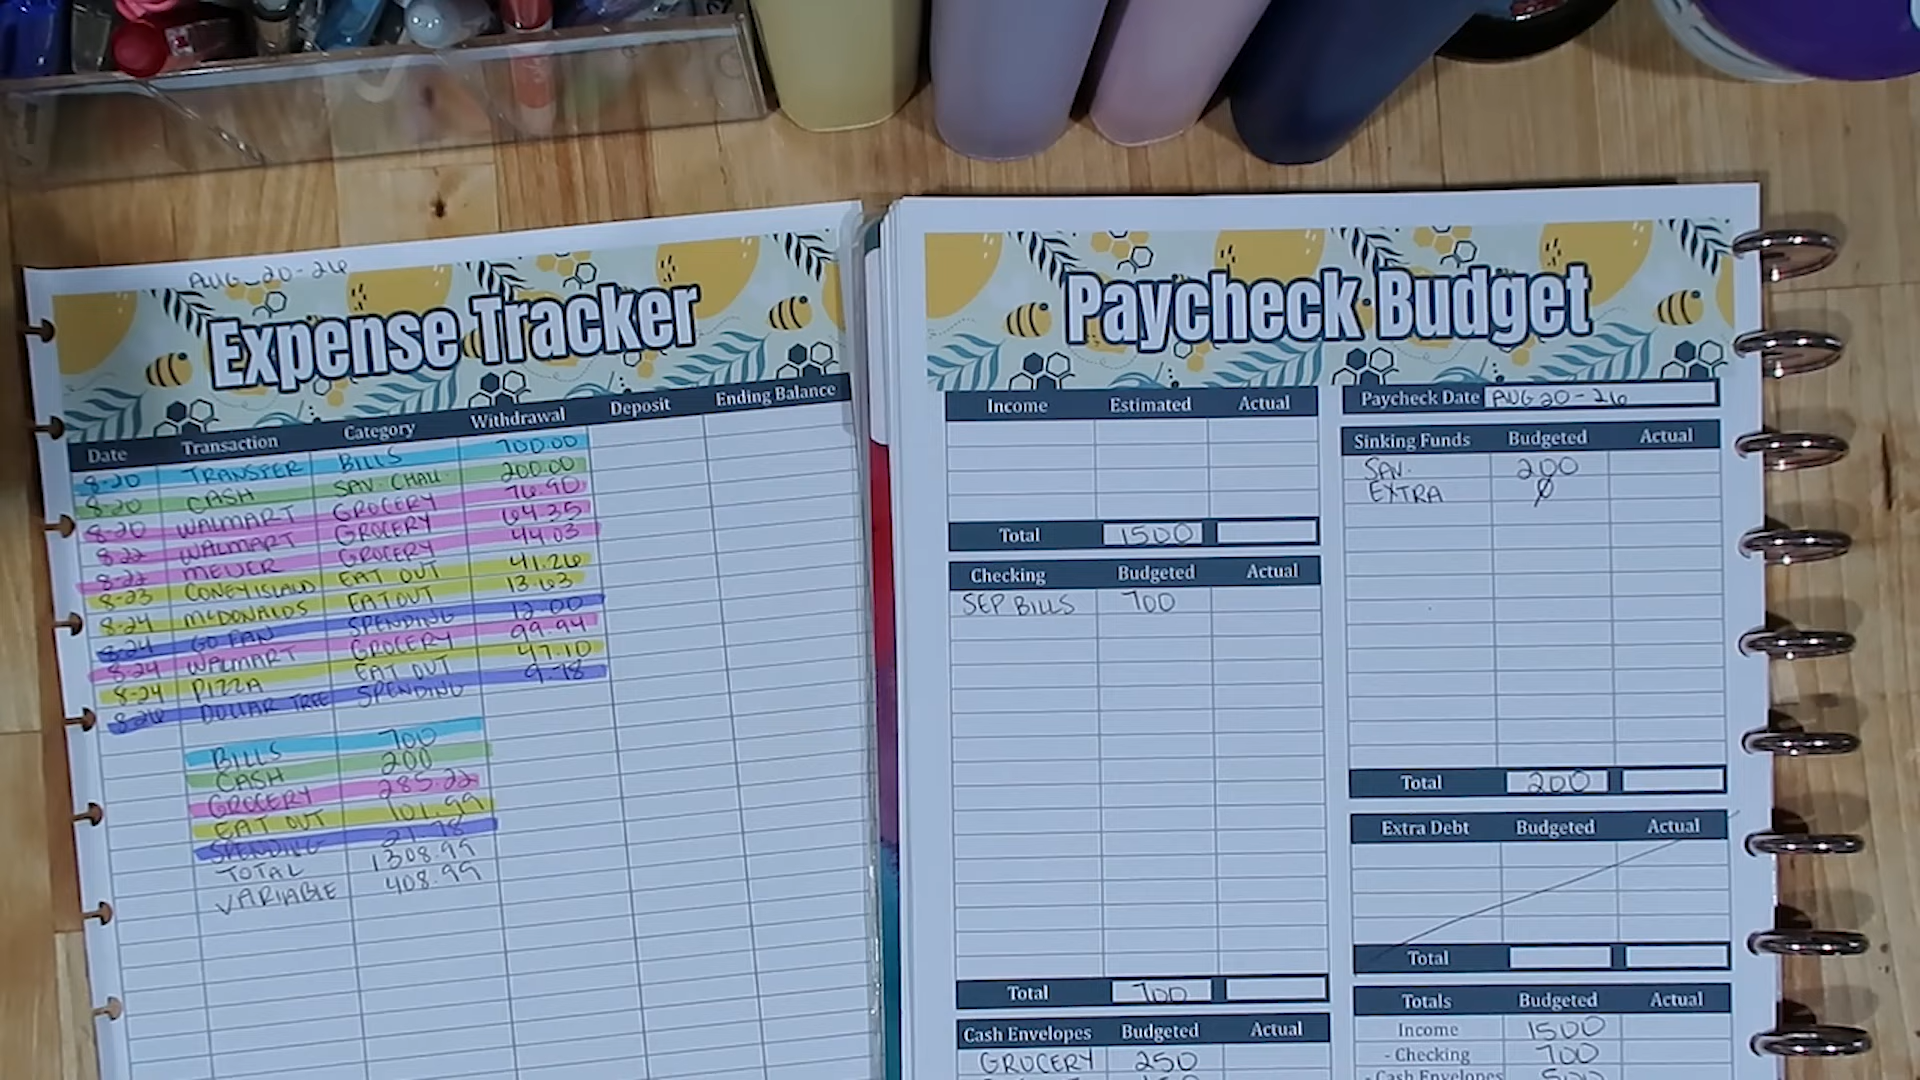 AUG-20-26
Expense Tracker
Date Transaction Category Withdrawal Deposit Ending Balance
8-20 TRANSFER BILLS 700.00
8-20 CASH SAV. CHALL. 200.00
8-20 WALMART GROCERY 76.90
8-22 WALMART GROCERY 64.35
8-22 MEIJER GROCERY 44.03
8-23 CONEY ISLAND EAT OUT 41.26
8-24 MCDONALDS EAT OUT 13.63
8-24 GO FAN SPENDING 12.00
8-24 WALMART GROCERY 99.94
8-24 PIZZA EAT OUT 47.10
8-26 DOLLAR TREE SPENDING 9.78
BILLS 700
CASH 200
GROCERY 285.22
EAT OUT 101.99
SPENDING 21.78
TOTAL 1308.99
VARIABLE 408.99
Paycheck Budget
Income Estimated Actual
Total 1500
Checking Budgeted Actual
SEP BILLS 700
Total 700
Cash Envelopes Budgeted Actual
GROCERY 250
Paycheck Date AUG 20-26
Sinking Funds Budgeted Actual
SAV. 200
EXTRA Ø
Total 200
Extra Debt Budgeted Actual
Total
Totals Budgeted Actual
Income 1500
- Checking 700
- Cash Envelopes 500